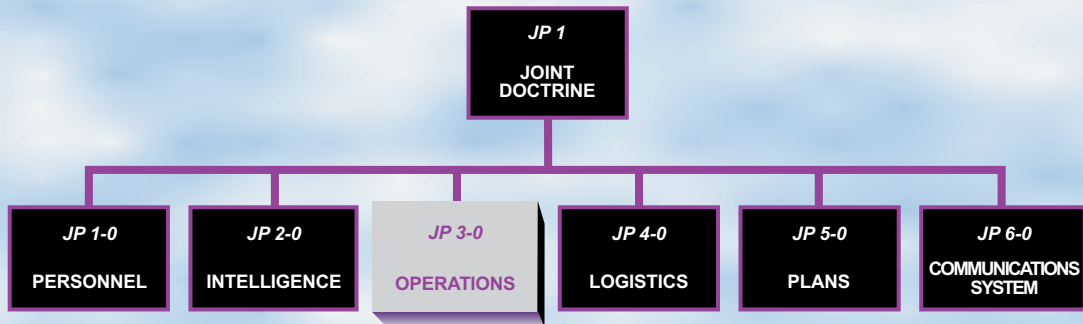 JP 1
JOINT
DOCTRINE
JP 1-0
PERSONNEL
JP 2-0
INTELLIGENCE
JP 3-0
OPERATIONS
JP 4-0
LOGISTICS
JP 5-0
PLANS
JP 6-0
COMMUNICATIONS
SYSTEM